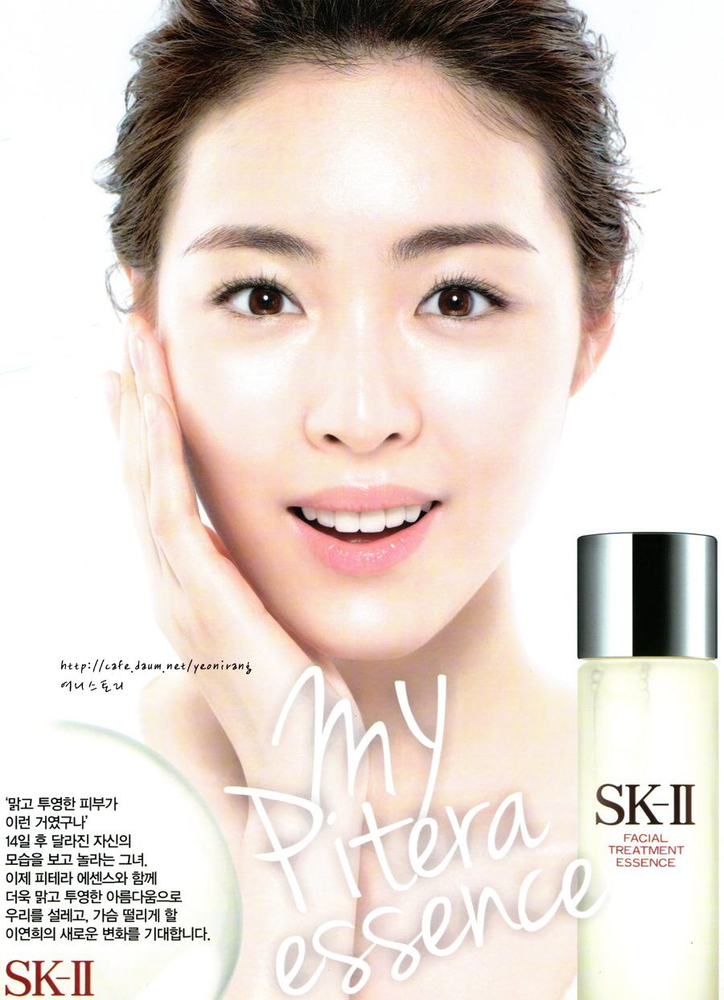 http://cafe.daum.net/yeonirang
여니스토리
my
Pitera
essence
'맑고 투영한 피부가
이런 거였구나'
14일 후 달라진 자신의
모습을 보고 놀라는 그녀.
이제 피테라 에센스와 함께
더욱 맑고 투영한 아름다움으로
우리를 설레고, 가슴 떨리게 할
이연희의 새로운 변화를 기대합니다.
SK-II
SK-II
FACIAL
TREATMENT
ESSENCE